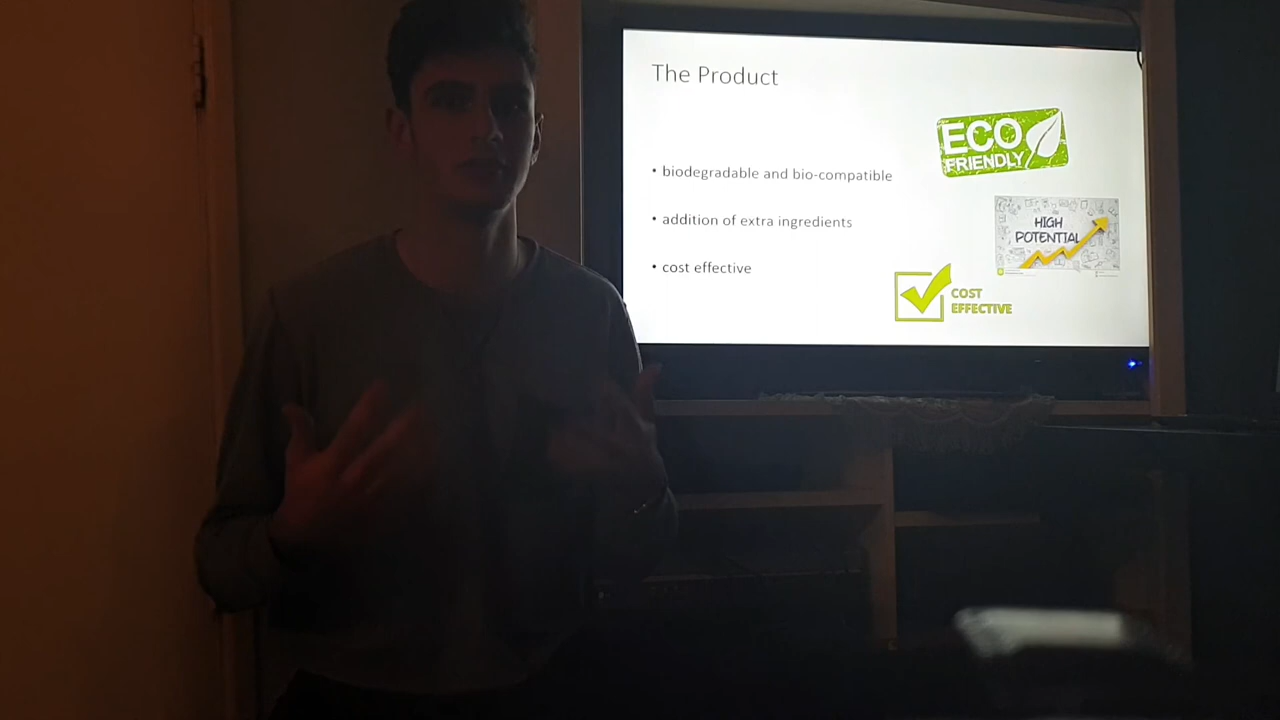 The Product
• biodegradable and bio-compatible
• addition of extra ingredients
• cost effective
ECO
FRIENDLY
HIGH
POTENTIAL
COST
EFFECTIVE